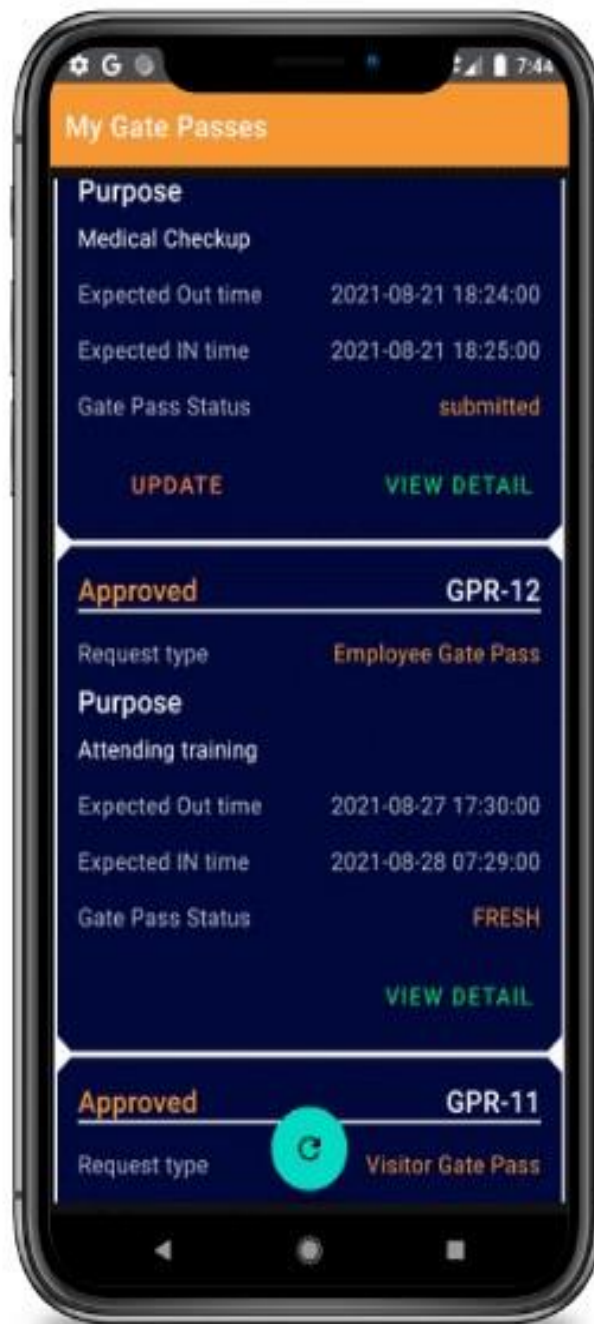 G 7:44
My Gate Passes
Purpose
Medical Checkup
Expected Out time 2021-08-21 18:24:00
Expected IN time 2021-08-21 18:25:00
Gate Pass Status submitted
UPDATE VIEW DETAIL
Approved GPR-12
Request type Employee Gate Pass
Purpose
Attending training
Expected Out time 2021-08-27 17:30:00
Expected IN time 2021-08-28 07:29:00
Gate Pass Status FRESH
VIEW DETAIL
Approved GPR-11
Request type Visitor Gate Pass